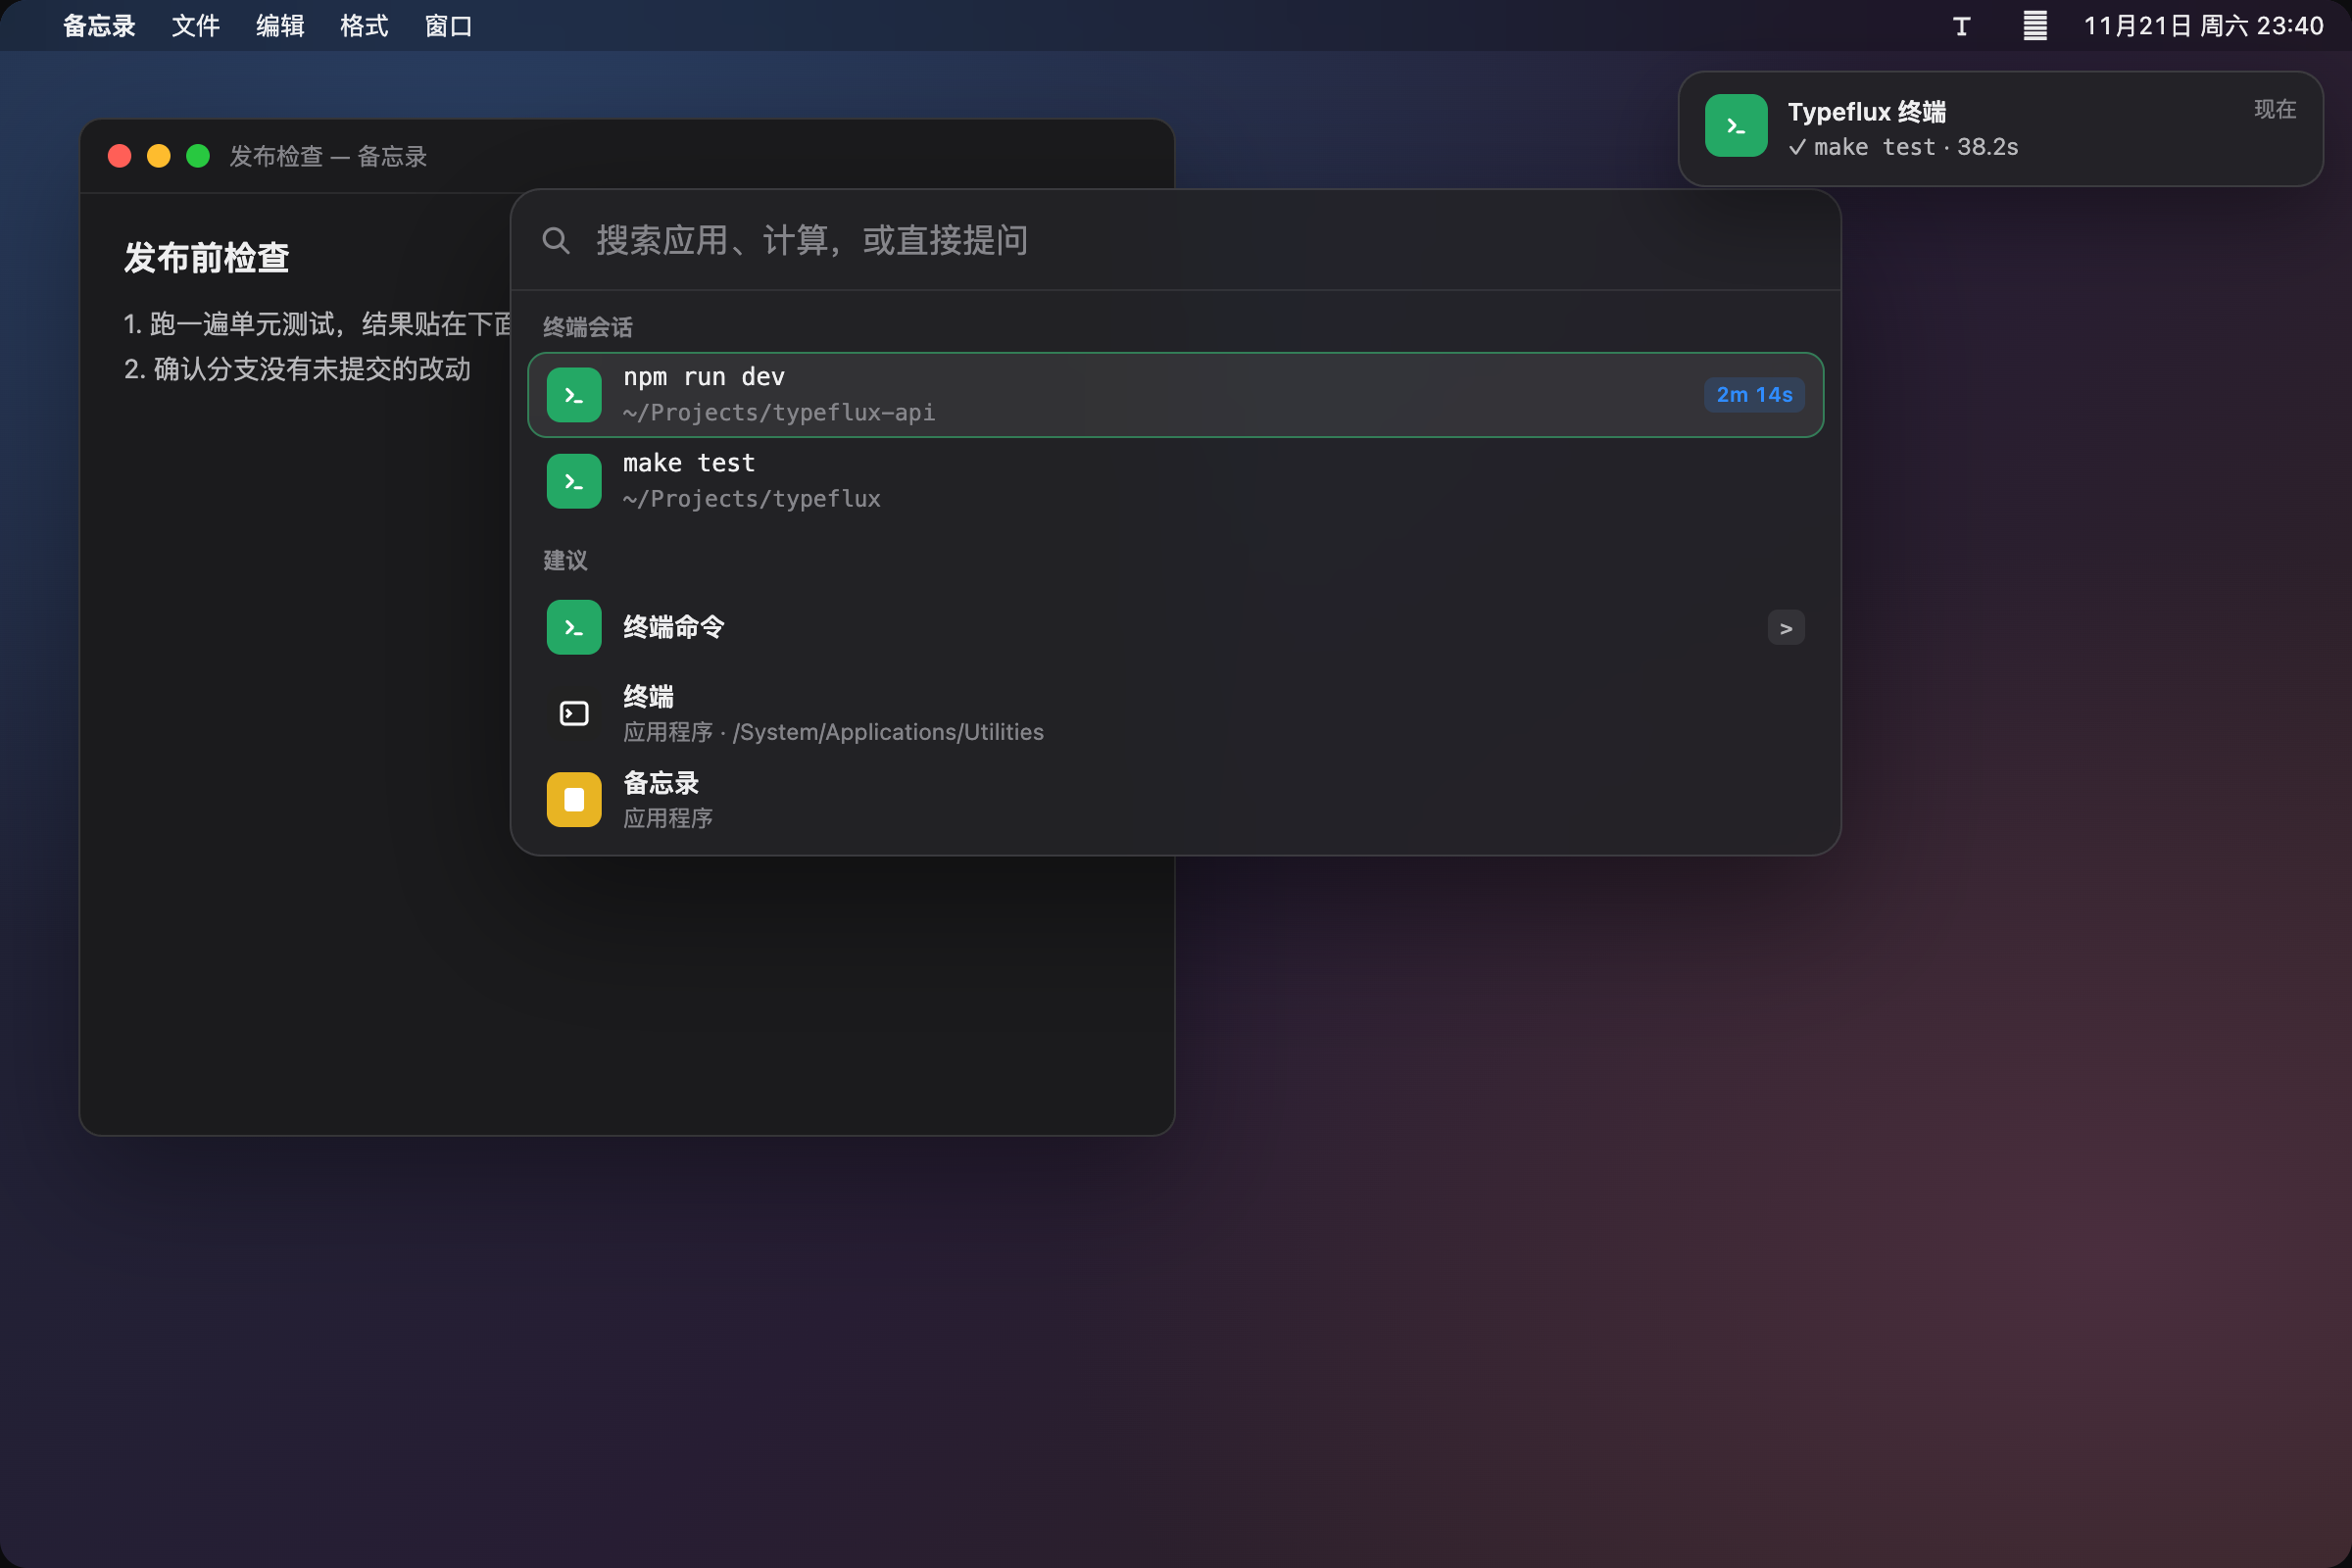 备忘录 文件 编辑 格式 窗口 11月21日 周六 23:40
Typeflux 终端 现在
✓ make test · 38.2s
发布检查 — 备忘录
发布前检查
1. 跑一遍单元测试，结果贴在下面
2. 确认分支没有未提交的改动
搜索应用、计算，或直接提问
终端会话
npm run dev 2m 14s
~/Projects/typeflux-api
make test
~/Projects/typeflux
建议
终端命令 >
终端
应用程序 · /System/Applications/Utilities
备忘录
应用程序